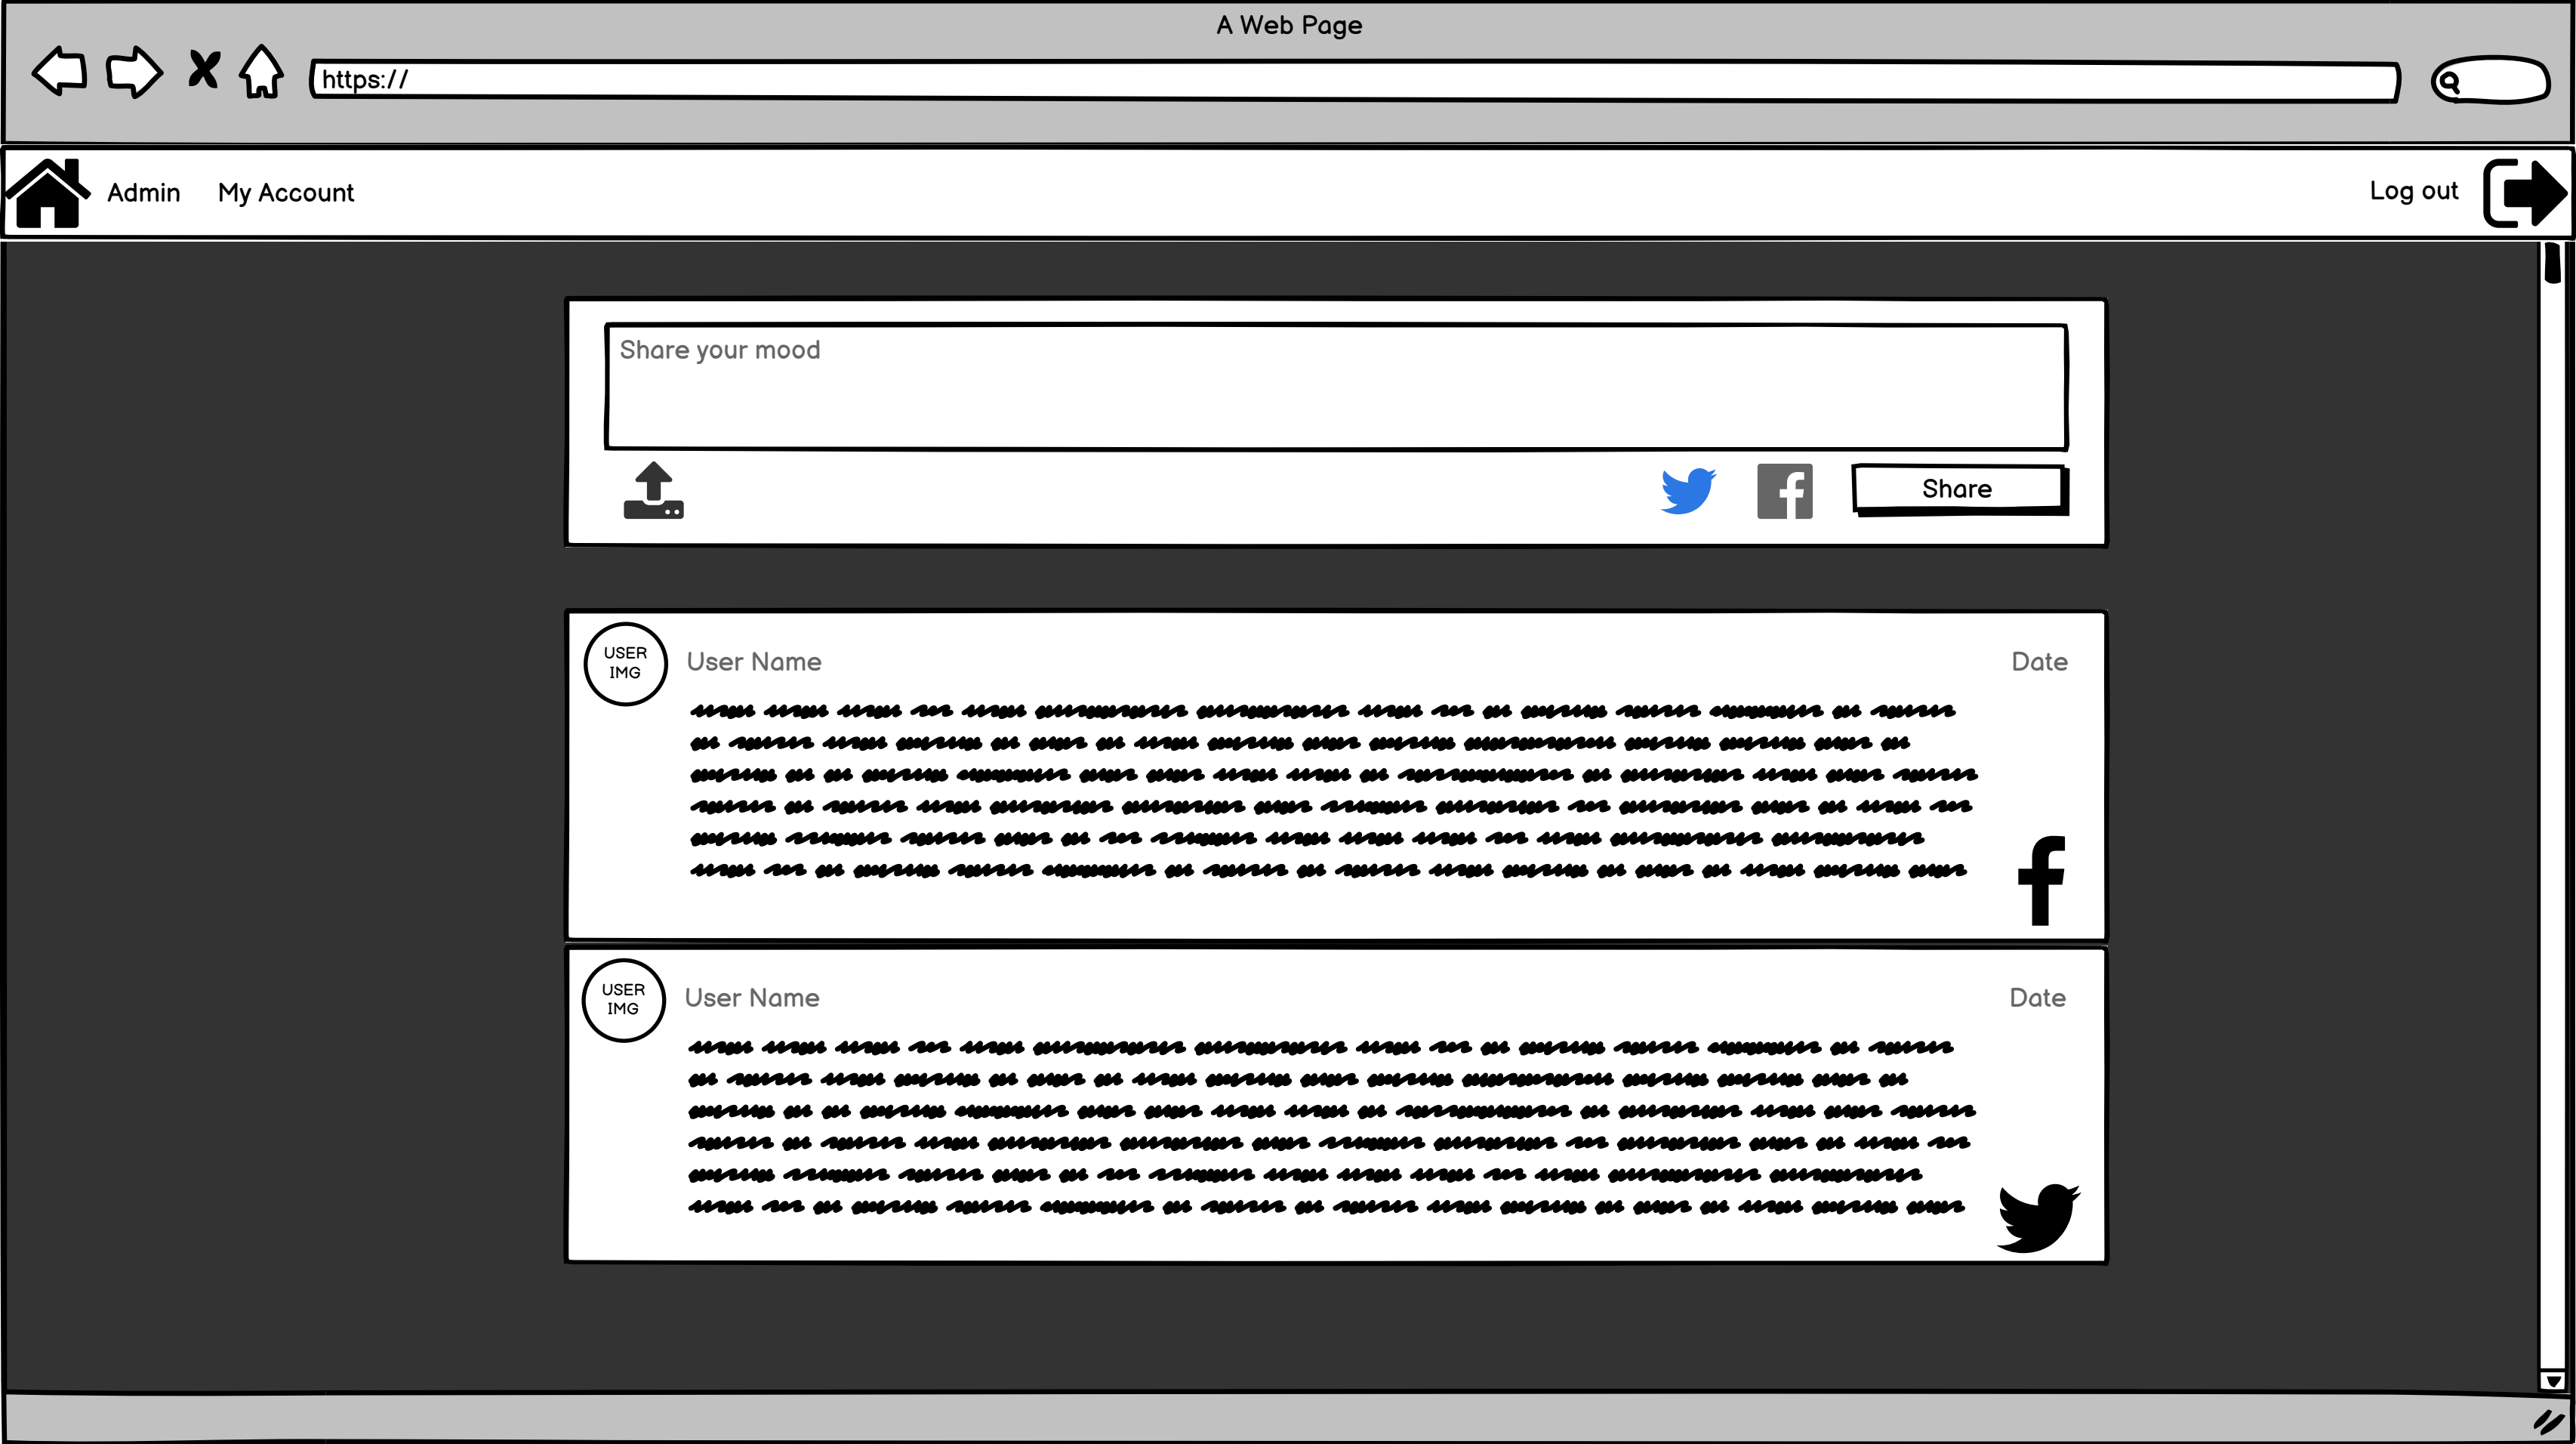 A Web Page
https://
Admin My Account Log out
Share your mood
Share
USER
IMG
User Name Date
USER
IMG
User Name Date